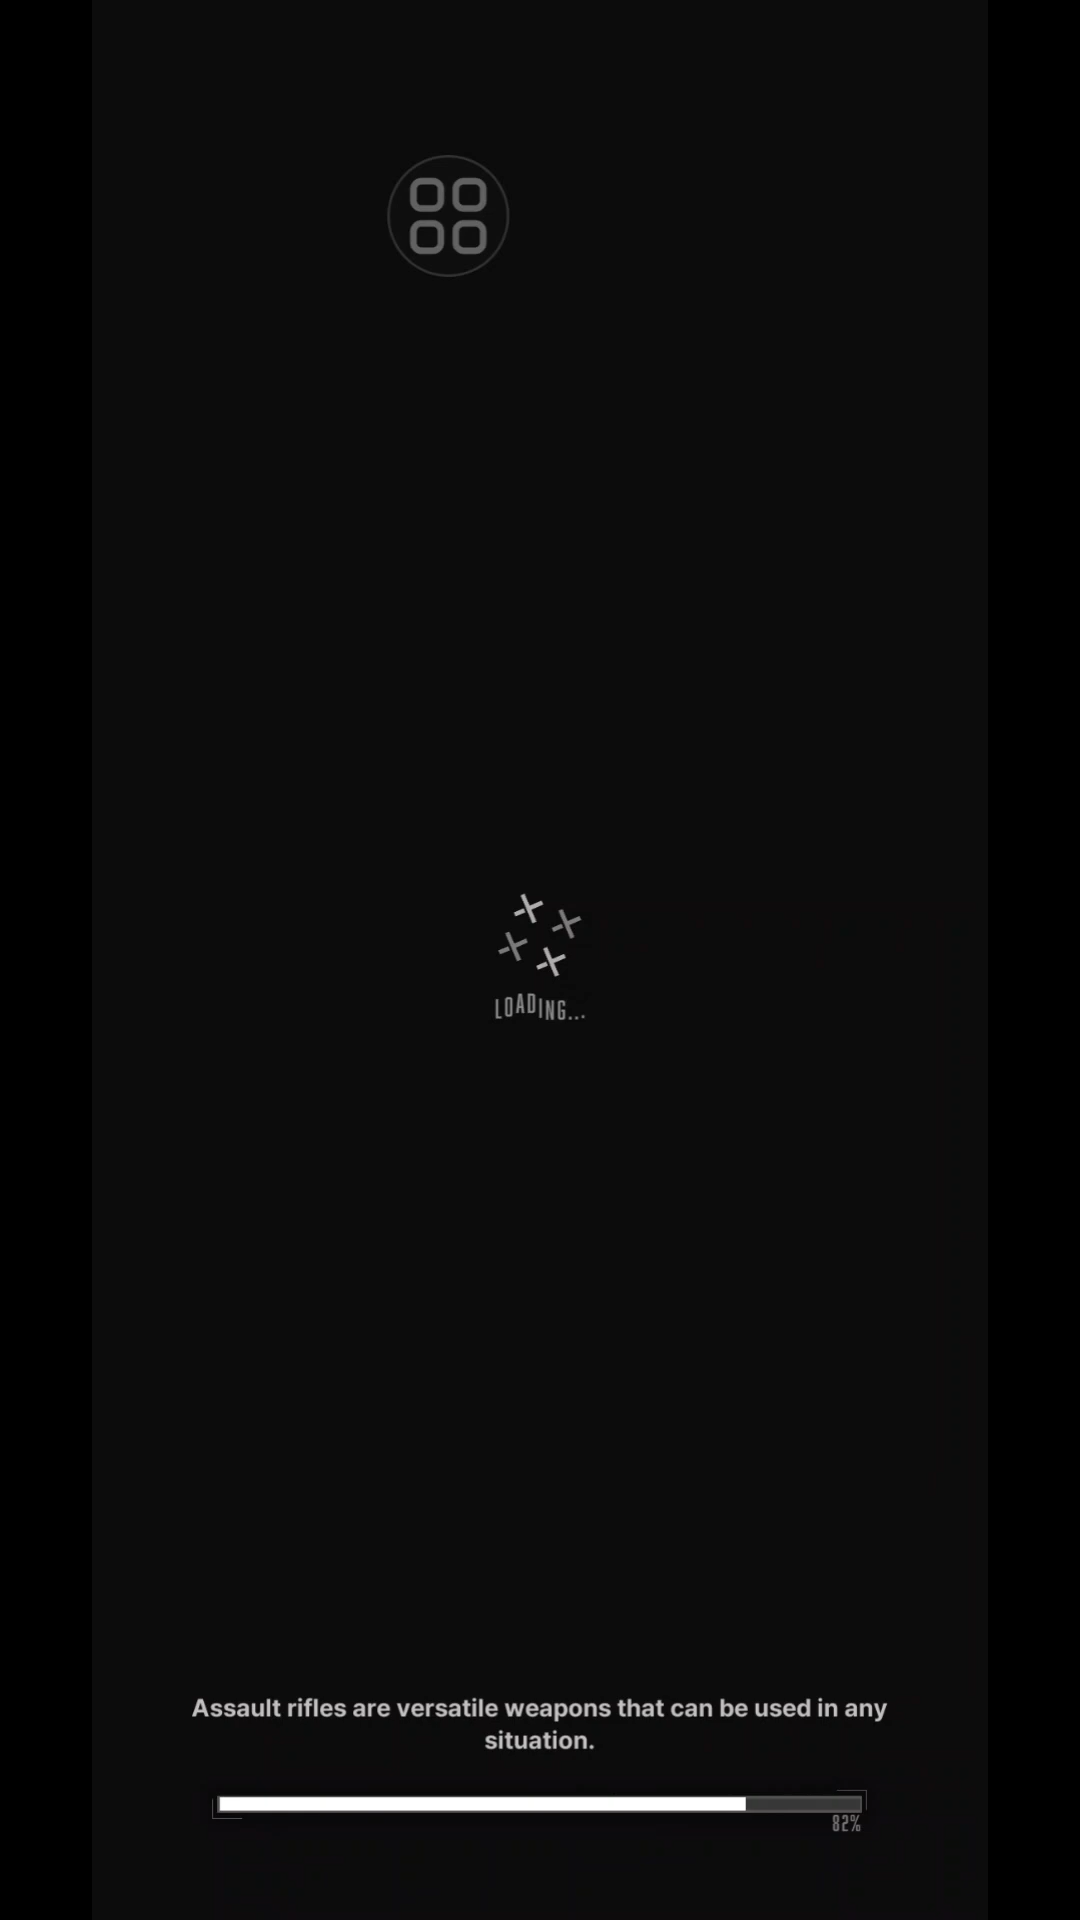 LOADING...
Assault rifles are versatile weapons that can be used in any
situation.
82%